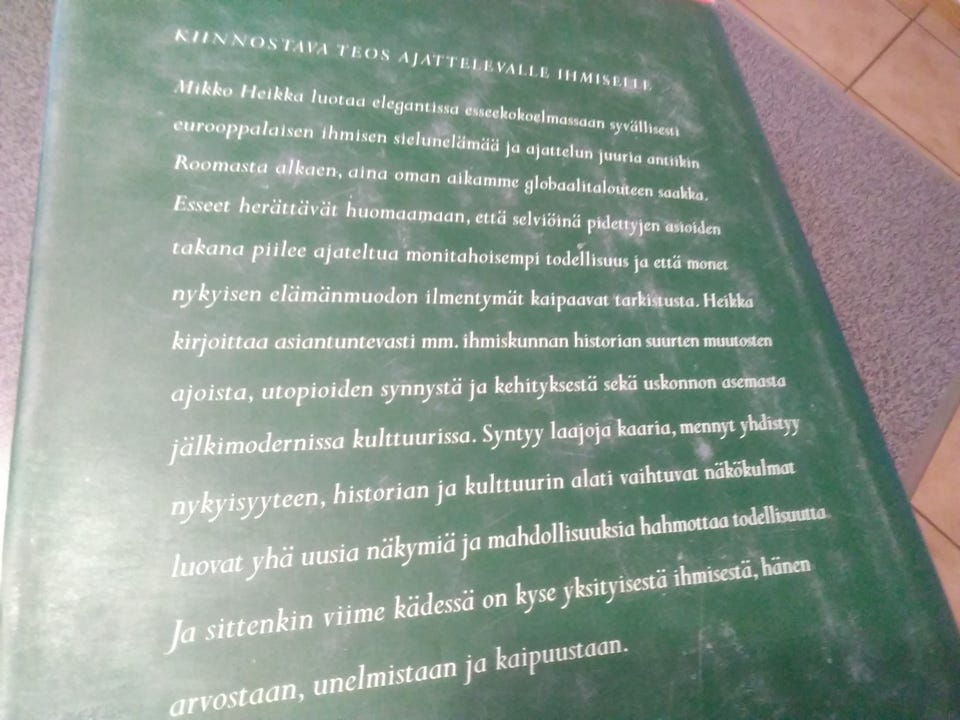 KIINNOSTAVA TEOS AJATTELEVALLE IHMISELLE
Mikko Heikka luotaa elegantissa esseekokoelmassaan syvällisesti
eurooppalaisen ihmisen sielunelämää ja ajattelun juuria antiikin
Roomasta alkaen, aina oman aikamme globaalitalouteen saakka.
Esseet herättävät huomaamaan, että selviöinä pidettyjen asioiden
takana piilee ajateltua monitahoisempi todellisuus ja että monet
nykyisen elämänmuodon ilmentymät kaipaavat tarkistusta. Heikka
kirjoittaa asiantuntevasti mm. ihmiskunnan historian suurten muutosten
ajoista, utopioiden synnystä ja kehityksestä sekä uskonnon asemasta
jälkimodernissa kulttuurissa. Syntyy laajoja kaaria, mennyt yhdistyy
nykyisyyteen, historian ja kulttuurin alati vaihtuvat näkökulmat
luovat yhä uusia näkymiä ja mahdollisuuksia hahmottaa todellisuutta
Ja sittenkin viime kädessä on kyse yksityisestä ihmisestä, hänen
arvostaan, unelmistaan ja kaipuustaan.